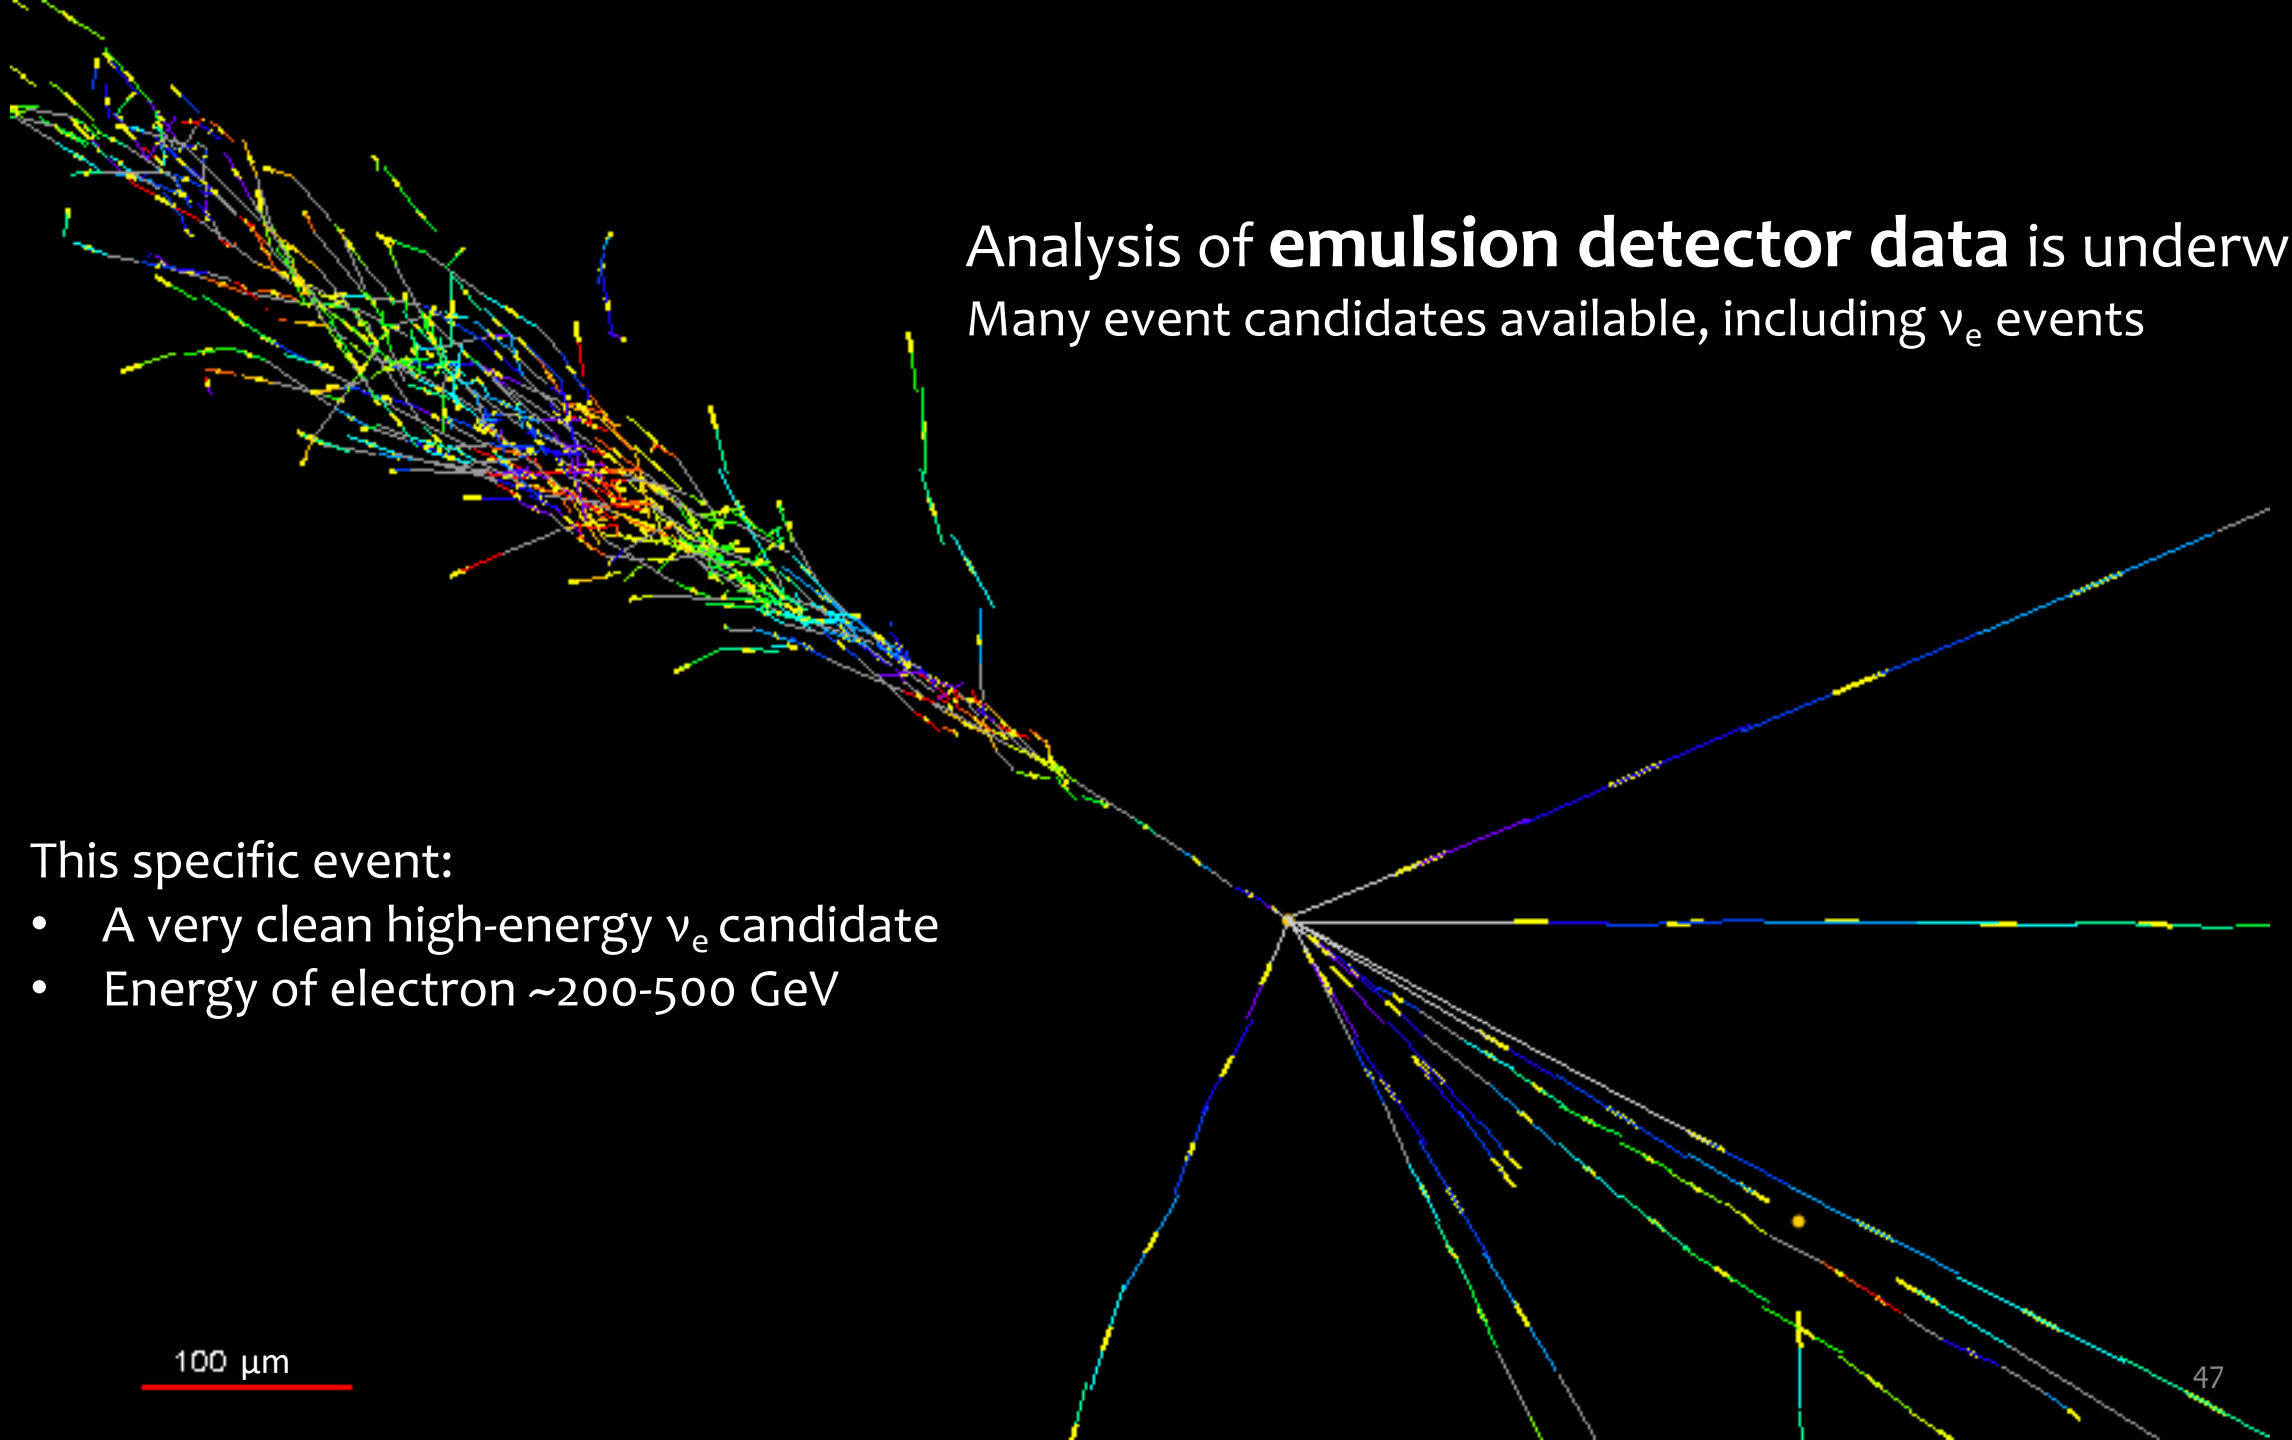 Analysis of emulsion detector data is underw
Many event candidates available, including νₑ events
This specific event:
• A very clean high-energy νₑ candidate
• Energy of electron ~200-500 GeV
100 μm
47